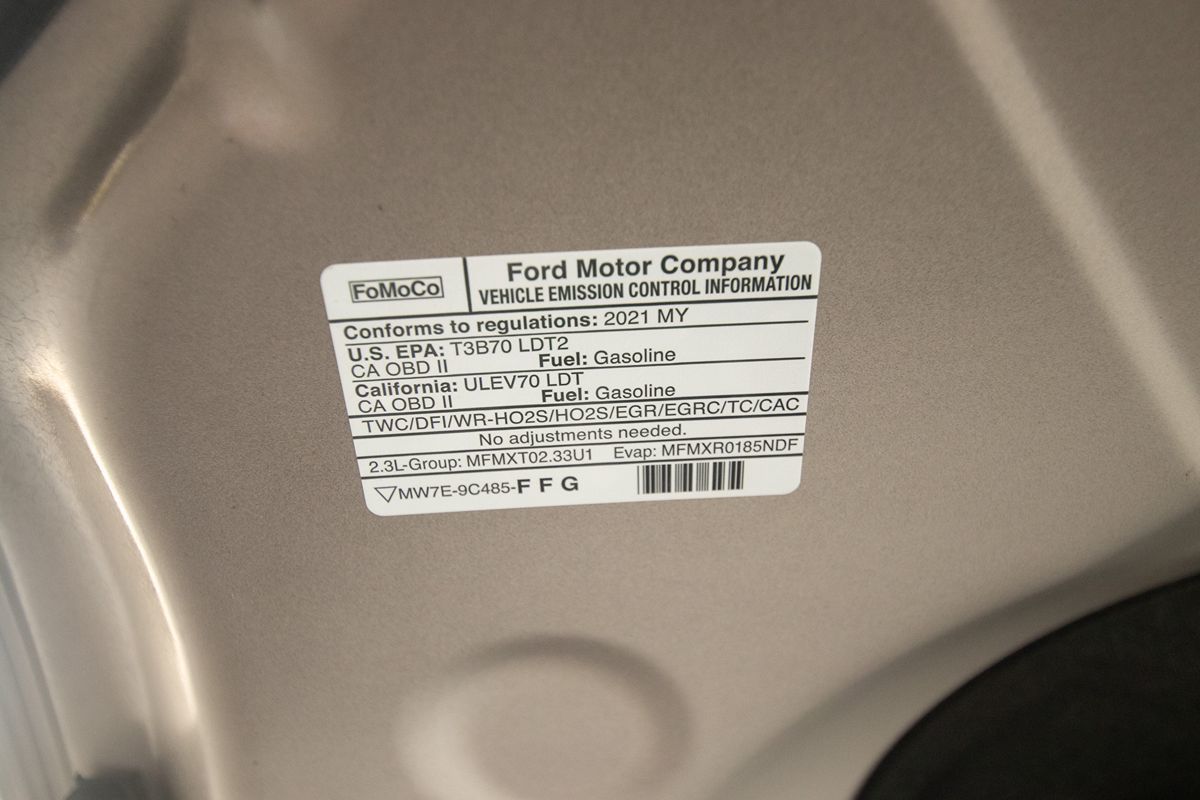 FoMoCo
Ford Motor Company
VEHICLE EMISSION CONTROL INFORMATION
Conforms to regulations: 2021 MY
U.S. EPA: T3B70 LDT2
CA OBD II Fuel: Gasoline
California: ULEV70 LDT
CA OBD II Fuel: Gasoline
TWC/DFI/WR-HO2S/HO2S/EGR/EGRC/TC/CAC
No adjustments needed.
2.3L-Group: MFMXT02.33U1 Evap: MFMXR0185NDF
MW7E-9C485-F F G